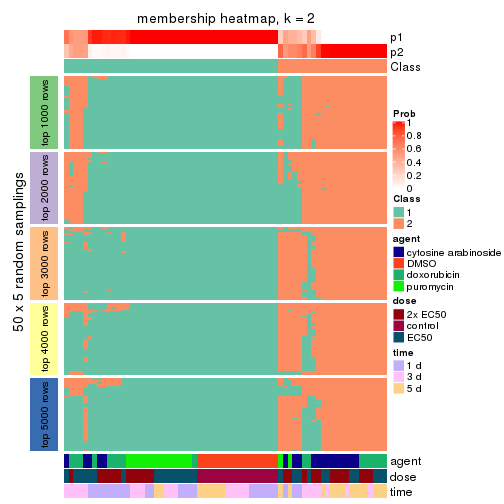 membership heatmap, k = 2
p1
p2
Class
50 x 5 random samplings
top 1000 rows
top 2000 rows
top 3000 rows
top 4000 rows
top 5000 rows
agent
dose
time
Prob
1
0.8
0.6
0.4
0.2
0
Class
1
2
agent
cytosine arabinoside
DMSO
doxorubicin
puromycin
dose
2x EC50
control
EC50
time
1 d
3 d
5 d